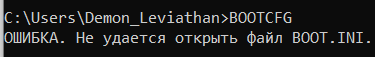 C:\Users\Demon_Leviathan>BOOTCFG
ОШИБКА. Не удается открыть файл BOOT.INI.